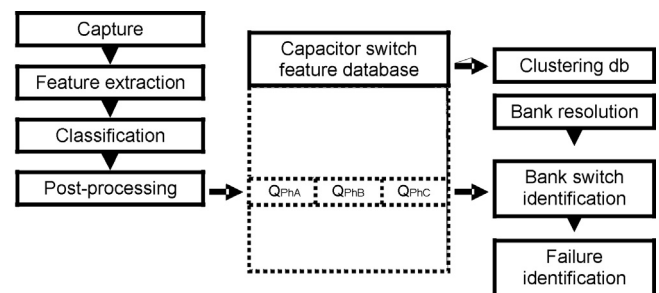 Capture
Feature extraction
Classification
Post-processing
Capacitor switch
feature database
QPhA QPhB QPhC
Clustering db
Bank resolution
Bank switch
identification
Failure
identification